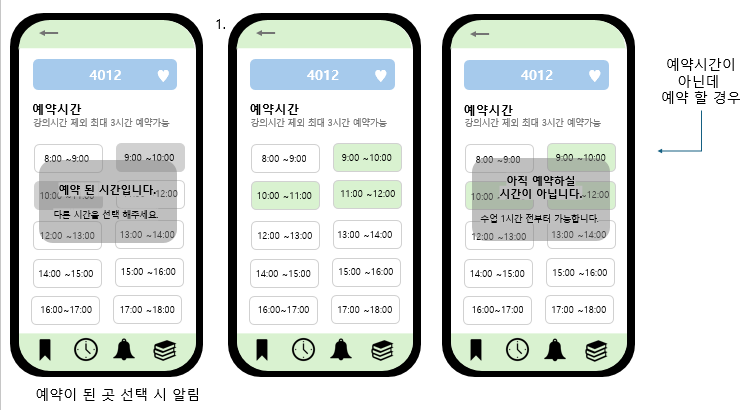 4012
예약시간
강의시간 제외 최대 3시간 예약가능
8:00 ~9:00
9:00 ~10:00
예약 된 시간입니다.
다른 시간을 선택 해주세요.
12:00 ~13:00
13:00 ~14:00
14:00 ~15:00
15:00 ~16:00
16:00~17:00
17:00 ~18:00
예약이 된 곳 선택 시 알림
1.
4012
예약시간
강의시간 제외 최대 3시간 예약가능
8:00 ~9:00
9:00 ~10:00
10:00 ~11:00
11:00 ~12:00
12:00 ~13:00
13:00 ~14:00
14:00 ~15:00
15:00 ~16:00
16:00~17:00
17:00 ~18:00
4012
예약시간
강의시간 제외 최대 3시간 예약가능
8:00 ~9:00
9:00 ~10:00
아직 예약하실
시간이 아닙니다.
수업 1시간 전부터 가능합니다.
12:00 ~13:00
13:00 ~14:00
14:00 ~15:00
15:00 ~16:00
16:00~17:00
17:00 ~18:00
예약시간이
아닌데
예약 할 경우